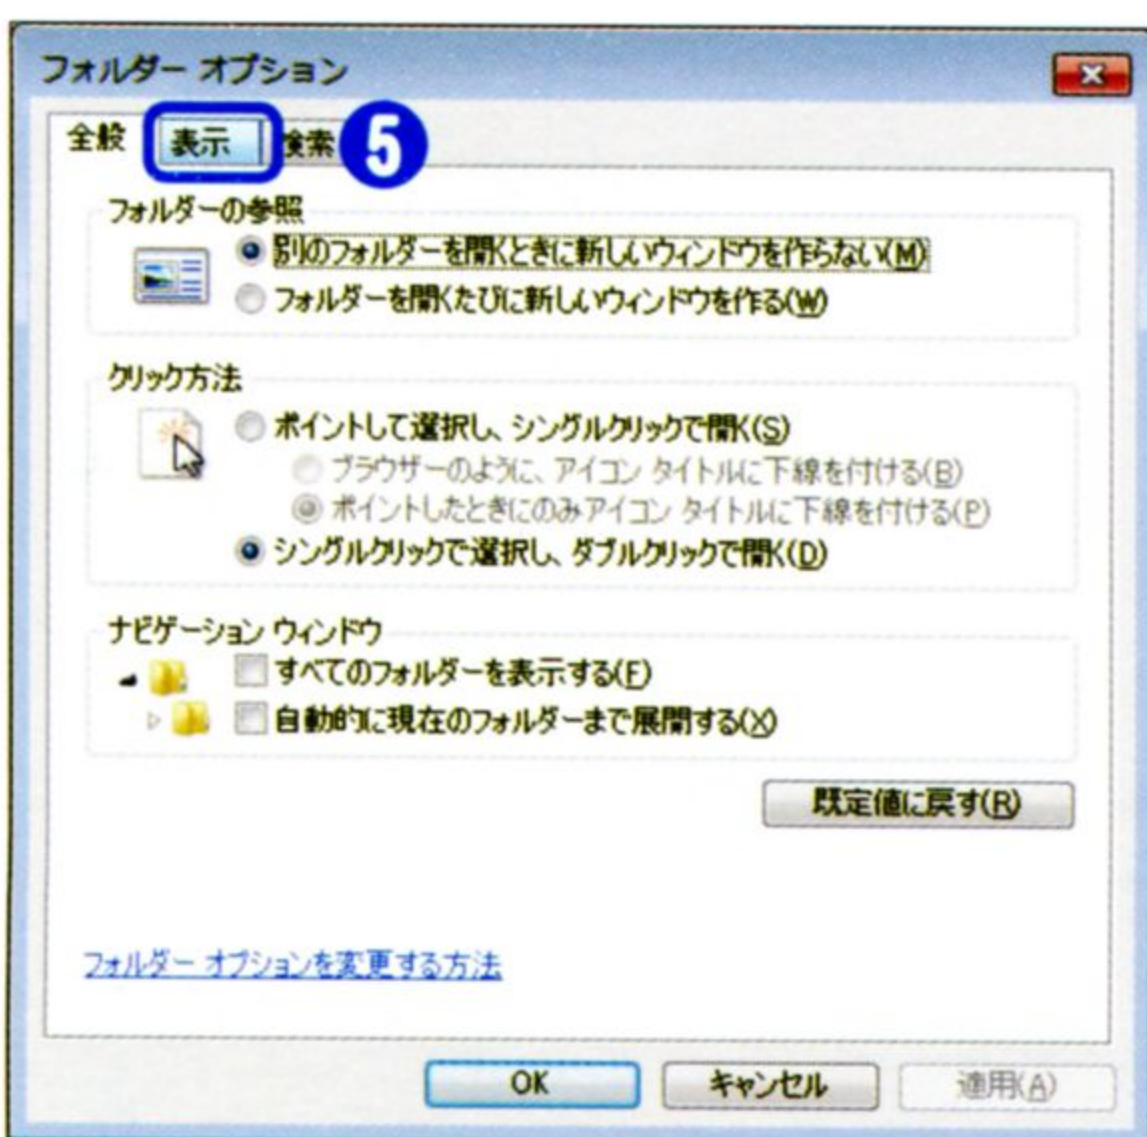 フォルダー オプション
全般 表示 検索 5
フォルダーの参照
別のフォルダーを開くときに新しいウィンドウを作らない(M)
フォルダーを開くたびに新しいウィンドウを作る(W)
クリック方法
ポイントして選択し、シングルクリックで開く(S)
ブラウザーのように、アイコン タイトルに下線を付ける(B)
ポイントしたときにのみアイコン タイトルに下線を付ける(P)
シングルクリックで選択し、ダブルクリックで開く(D)
ナビゲーション ウィンドウ
すべてのフォルダーを表示する(F)
自動的に現在のフォルダーまで展開する(X)
既定値に戻す(R)
フォルダー オプションを変更する方法
OK キャンセル 適用(A)